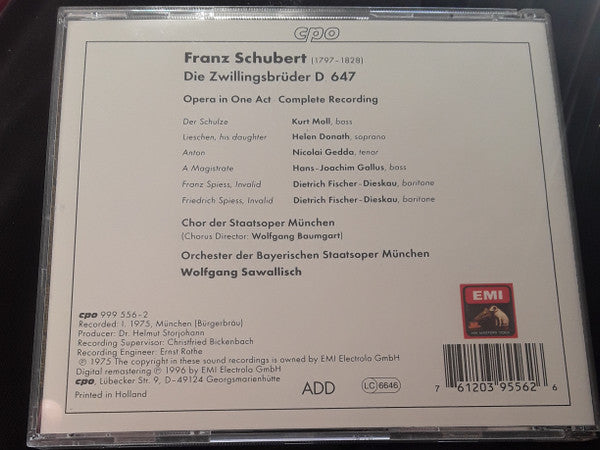 cpo
Franz Schubert (1797-1828)
Die Zwillingsbrüder D 647
Opera in One Act Complete Recording
Der Schulze Kurt Moll, bass
Lieschen, his daughter Helen Donath, soprano
Anton Nicolai Gedda, tenor
A Magistrate Hans-Joachim Gallus, bass
Franz Spiess, Invalid Dietrich Fischer-Dieskau, baritone
Friedrich Spiess, Invalid Dietrich Fischer-Dieskau, baritone
Chor der Staatsoper München
(Chorus Director: Wolfgang Baumgart)
Orchester der Bayerischen Staatsoper München
Wolfgang Sawallisch
cpo 999 556-2
Recorded: I. 1975, München (Bürgerbräu)
Producer: Dr. Helmut Storjohann
Recording Supervisor: Christfried Bickenbach
Recording Engineer: Ernst Rothe
℗ 1975 The copyright in these sound recordings is owned by EMI Electrola GmbH
Digital remastering ℗ 1996 by EMI Electrola GmbH
cpo, Lübecker Str. 9, D-49124 Georgsmarienhütte
Printed in Holland
ADD
LC 6646
EMI
HIS MASTER'S VOICE
7 61203 95562 6